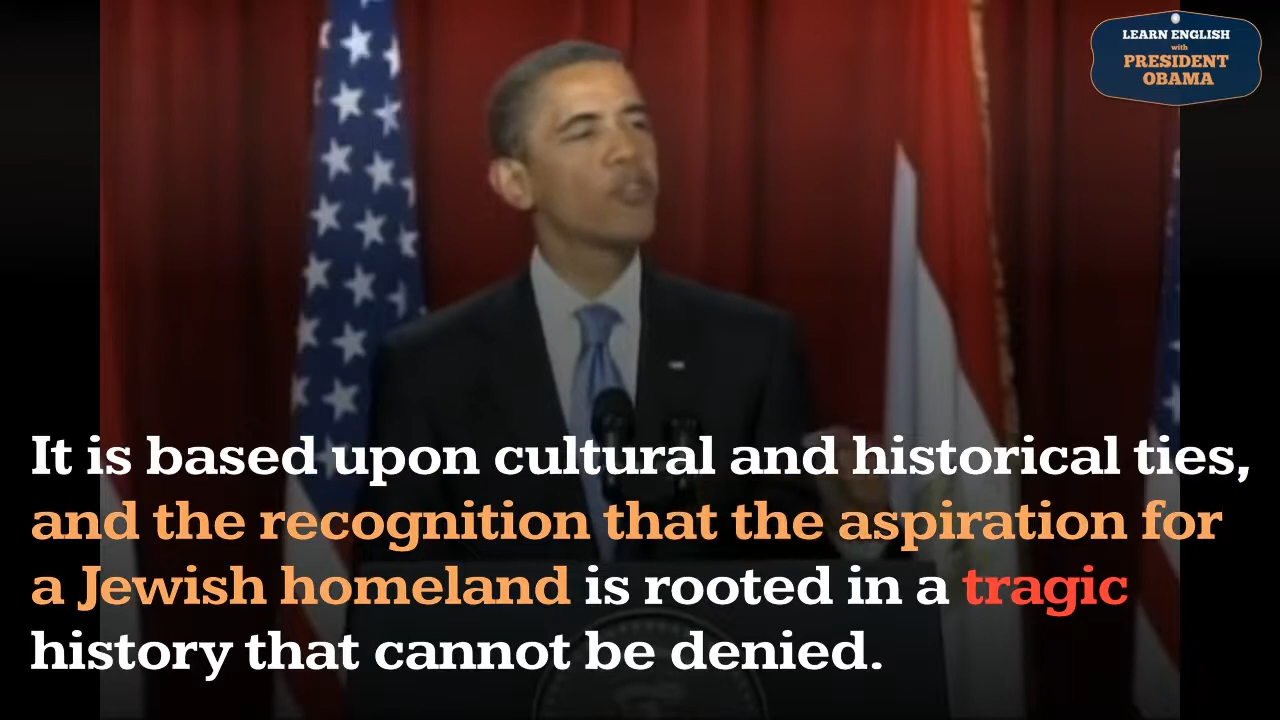 LEARN ENGLISH
with
PRESIDENT
OBAMA
It is based upon cultural and historical ties,
and the recognition that the aspiration for
a Jewish homeland is rooted in a tragic
history that cannot be denied.